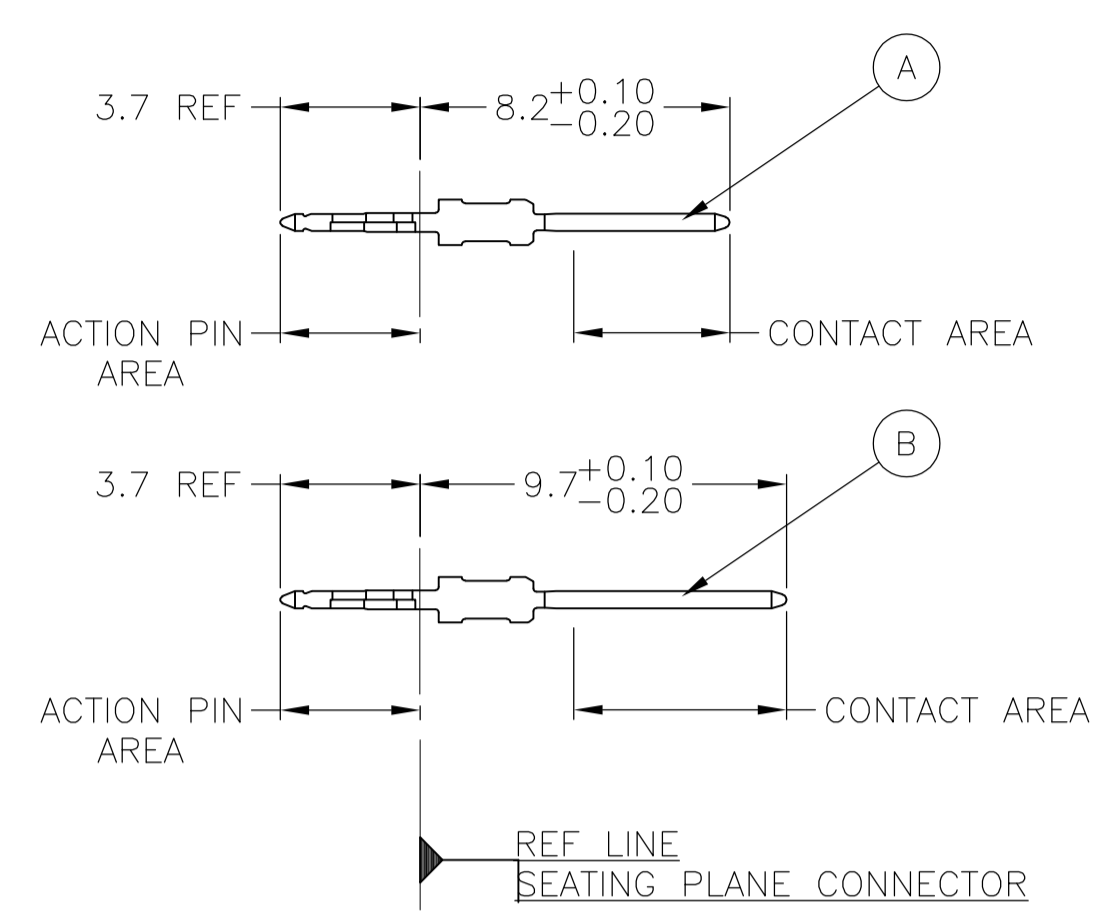 A
3.7 REF 8.2 +0.10 -0.20
ACTION PIN AREA
CONTACT AREA
B
3.7 REF 9.7 +0.10 -0.20
ACTION PIN AREA
CONTACT AREA
REF LINE
SEATING PLANE CONNECTOR